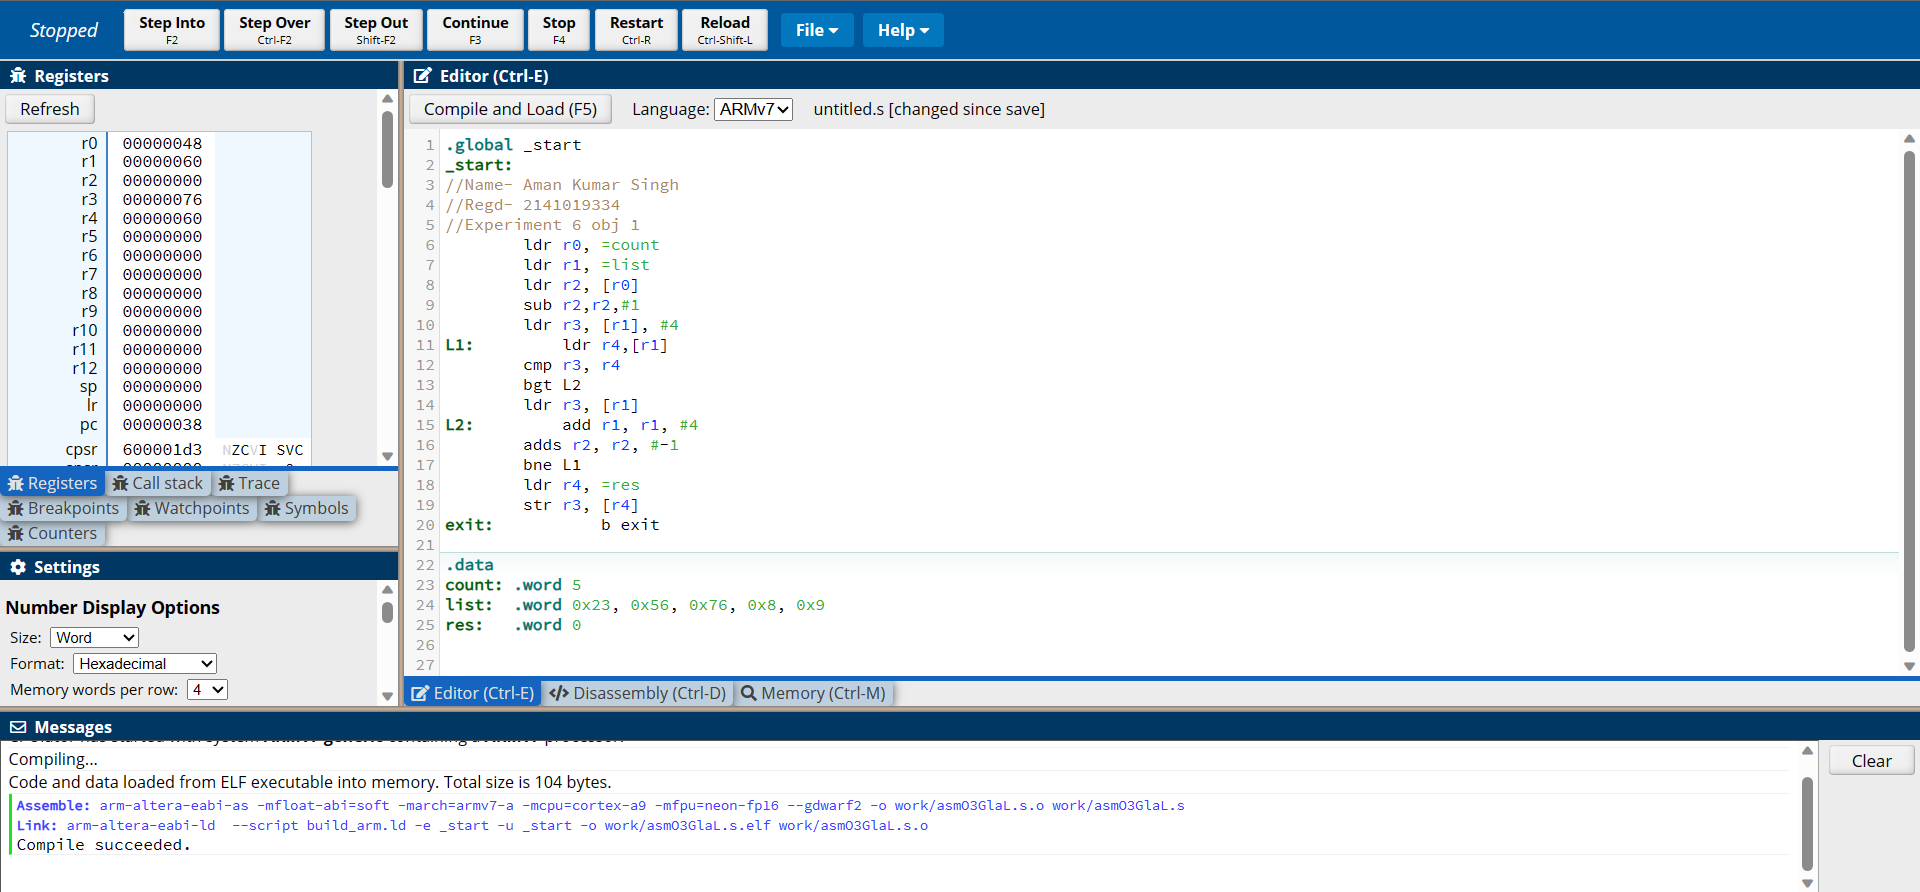 Stopped
Step Into
F2
Step Over
Ctrl-F2
Step Out
Shift-F2
Continue
F3
Stop
F4
Restart
Ctrl-R
Reload
Ctrl-Shift-L
File
Help
Registers
Refresh
r0 00000048
r1 00000060
r2 00000000
r3 00000076
r4 00000060
r5 00000000
r6 00000000
r7 00000000
r8 00000000
r9 00000000
r10 00000000
r11 00000000
r12 00000000
sp 00000000
lr 00000000
pc 00000038
cpsr 600001d3 NZCVI SVC
Registers Call stack Trace
Breakpoints Watchpoints Symbols
Counters
Settings
Number Display Options
Size: Word
Format: Hexadecimal
Memory words per row: 4
Editor (Ctrl-E)
Compile and Load (F5) Language: ARMv7 untitled.s [changed since save]
1 .global _start
2 _start:
3 //Name- Aman Kumar Singh
4 //Regd- 2141019334
5 //Experiment 6 obj 1
6 ldr r0, =count
7 ldr r1, =list
8 ldr r2, [r0]
9 sub r2,r2,#1
10 ldr r3, [r1], #4
11 L1: ldr r4,[r1]
12 cmp r3, r4
13 bgt L2
14 ldr r3, [r1]
15 L2: add r1, r1, #4
16 adds r2, r2, #-1
17 bne L1
18 ldr r4, =res
19 str r3, [r4]
20 exit: b exit
21
22 .data
23 count: .word 5
24 list: .word 0x23, 0x56, 0x76, 0x8, 0x9
25 res: .word 0
26
27
Editor (Ctrl-E) Disassembly (Ctrl-D) Memory (Ctrl-M)
Messages
Clear
Compiling...
Code and data loaded from ELF executable into memory. Total size is 104 bytes.
Assemble: arm-altera-eabi-as -mfloat-abi=soft -march=armv7-a -mcpu=cortex-a9 -mfpu=neon-fp16 --gdwarf2 -o work/asmO3GlaL.s.o work/asmO3GlaL.s
Link: arm-altera-eabi-ld --script build_arm.ld -e _start -u _start -o work/asmO3GlaL.s.elf work/asmO3GlaL.s.o
Compile succeeded.